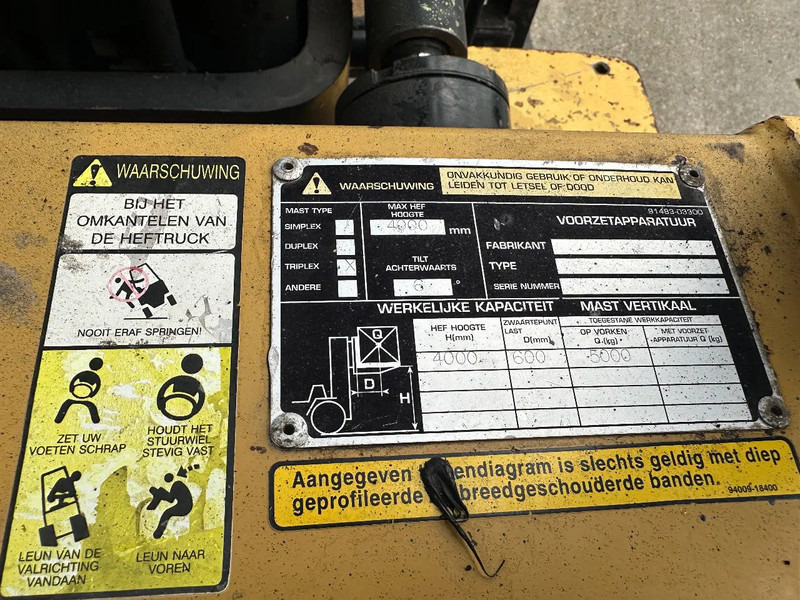 WAARSCHUWING
BIJ HET
OMKANTELEN VAN
DE HEFTRUCK
NOOIT ERAF SPRINGEN!
ZET UW
VOETEN SCHRAP
HOUDT HET
STUURWIEL
STEVIG VAST
LEUN VAN DE
VALRICHTING
VANDAAN
LEUN NAAR
VOREN
WAARSCHUWING
ONVAKKUNDIG GEBRUIK OF ONDERHOUD KAN
LEIDEN TOT LETSEL OF DOOD
91483-03300
MAST TYPE
SIMPLEX
DUPLEX
TRIPLEX X
ANDERE
MAX HEF
HOOGTE
4000 mm
TILT
ACHTERWAARTS
6 °
VOORZETAPPARATUUR
FABRIKANT
TYPE
SERIE NUMMER
WERKELIJKE KAPACITEIT MAST VERTIKAAL
HEF HOOGTE
H(mm)
ZWAARTEPUNT
LAST
D(mm)
TOEGESTANE WERKKAPACITEIT
OP VORKEN
Q (kg)
MET VOORZET
APPARATUUR Q (kg)
4000 600 5000
Q
D
H
Aangegeven endiagram is slechts geldig met diep
geprofileerde breedgeschouderde banden.
94009-18400